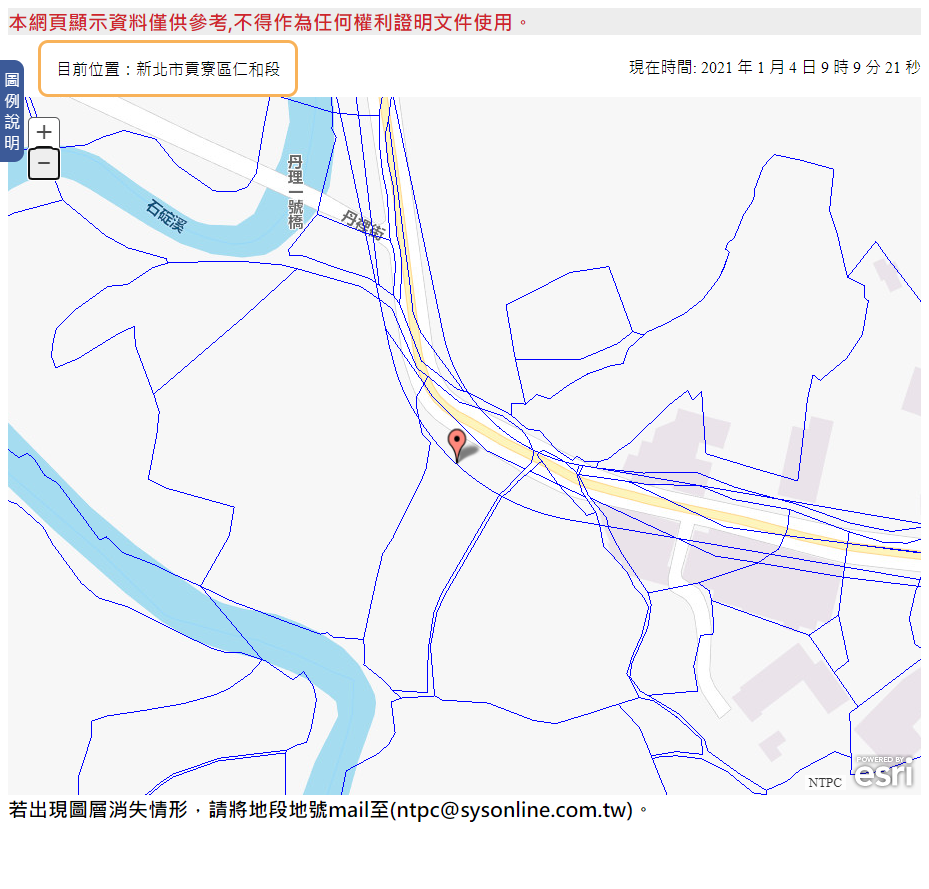 本網頁顯示資料僅供參考,不得作為任何權利證明文件使用。
目前位置：新北市貢寮區仁和段
現在時間: 2021 年 1 月 4 日 9 時 9 分 21 秒
圖例說明
+
−
丹理一號橋
石碇溪
丹裡街
POWERED BY
esri
NTPC
若出現圖層消失情形，請將地段地號mail至(ntpc@sysonline.com.tw)。